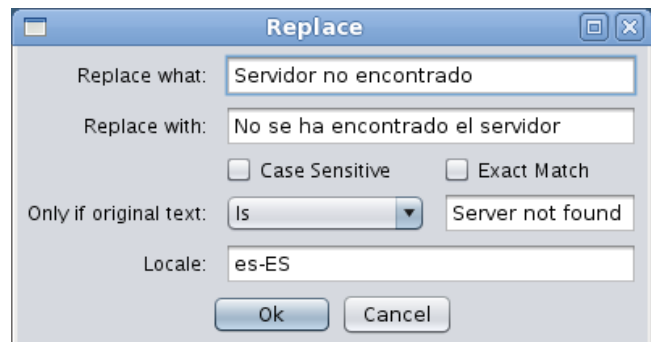 Replace
Replace what: Servidor no encontrado
Replace with: No se ha encontrado el servidor
Case Sensitive Exact Match
Only if original text: Is Server not found
Locale: es-ES
Ok Cancel